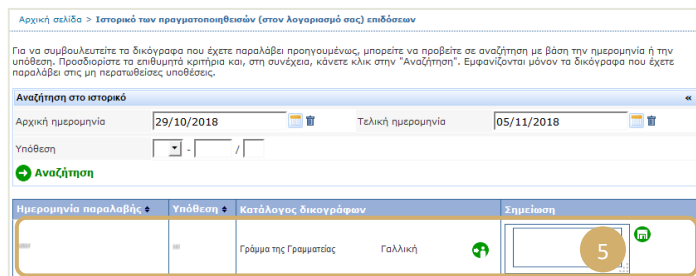 Αρχική σελίδα > Ιστορικό των πραγματοποιηθεισών (στον λογαριασμό σας) επιδόσεων
Για να συμβουλευτείτε τα δικόγραφα που έχετε παραλάβει προηγουμένως, μπορείτε να προβείτε σε αναζήτηση με βάση την ημερομηνία ή την
υπόθεση. Προσδιορίστε τα επιθυμητά κριτήρια και, στη συνέχεια, κάνετε κλικ στην "Αναζήτηση". Εμφανίζονται μόνον τα δικόγραφα που έχετε
παραλάβει στις μη περατωθείσες υποθέσεις.
Αναζήτηση στο ιστορικό «
Αρχική ημερομηνία 29/10/2018 Τελική ημερομηνία 05/11/2018
Υπόθεση - /
Αναζήτηση
Ημερομηνία παραλαβής Υπόθεση Κατάλογος δικογράφων Σημείωση
Γράμμα της Γραμματείας Γαλλική 5